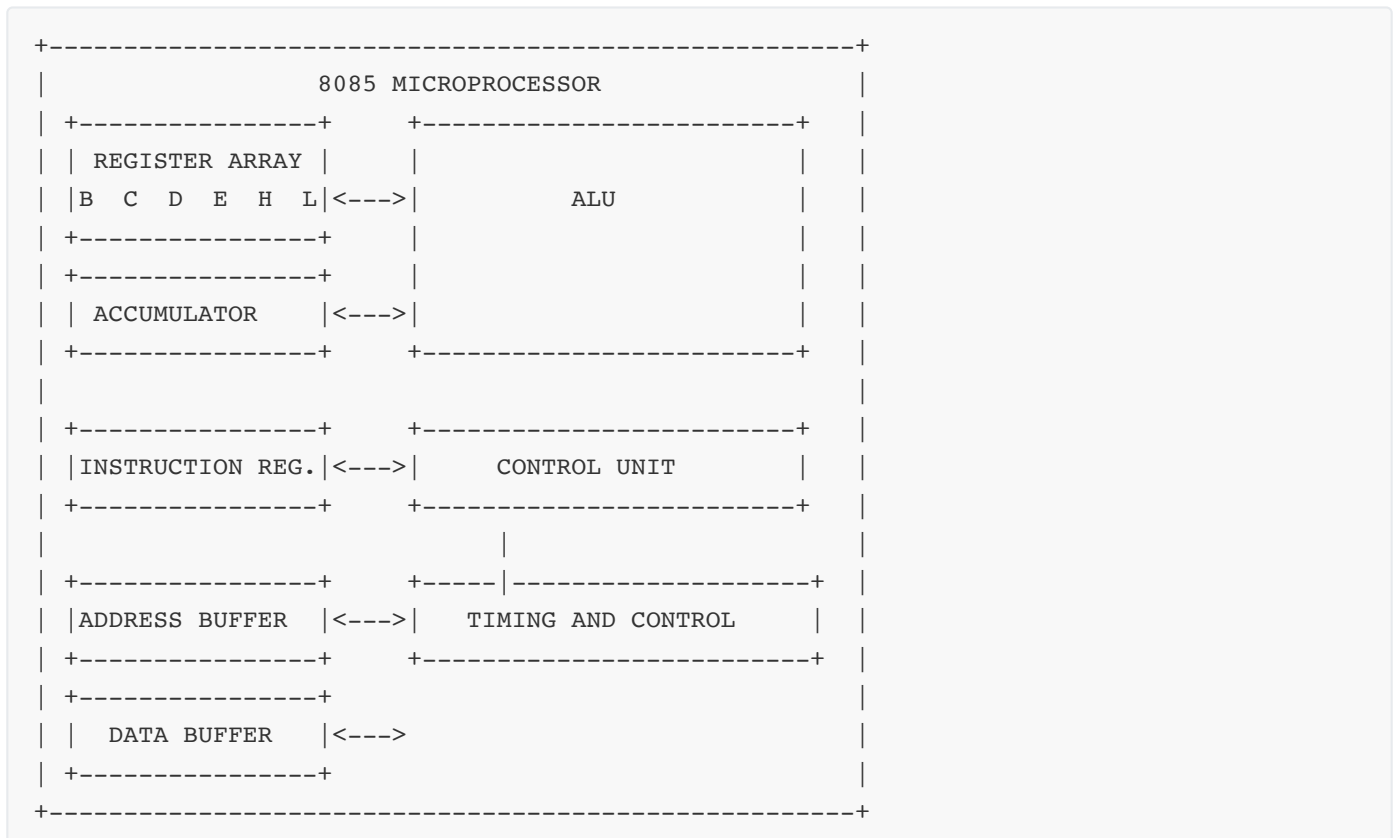 8085 MICROPROCESSOR
REGISTER ARRAY
B C D E H L
ALU
ACCUMULATOR
INSTRUCTION REG.
CONTROL UNIT
ADDRESS BUFFER
TIMING AND CONTROL
DATA BUFFER